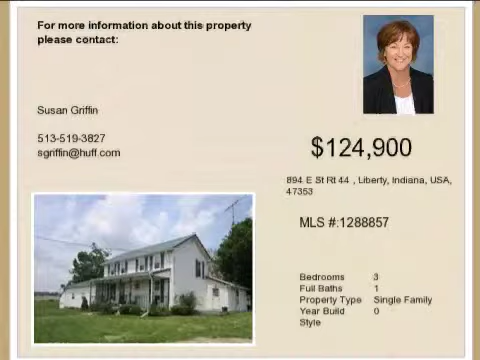 For more information about this property
please contact:
Susan Griffin
513-519-3827
sgriffin@huff.com
$124,900
894 E St Rt 44 , Liberty, Indiana, USA,
47353
MLS #:1288857
Bedrooms 3
Full Baths 1
Property Type Single Family
Year Build 0
Style